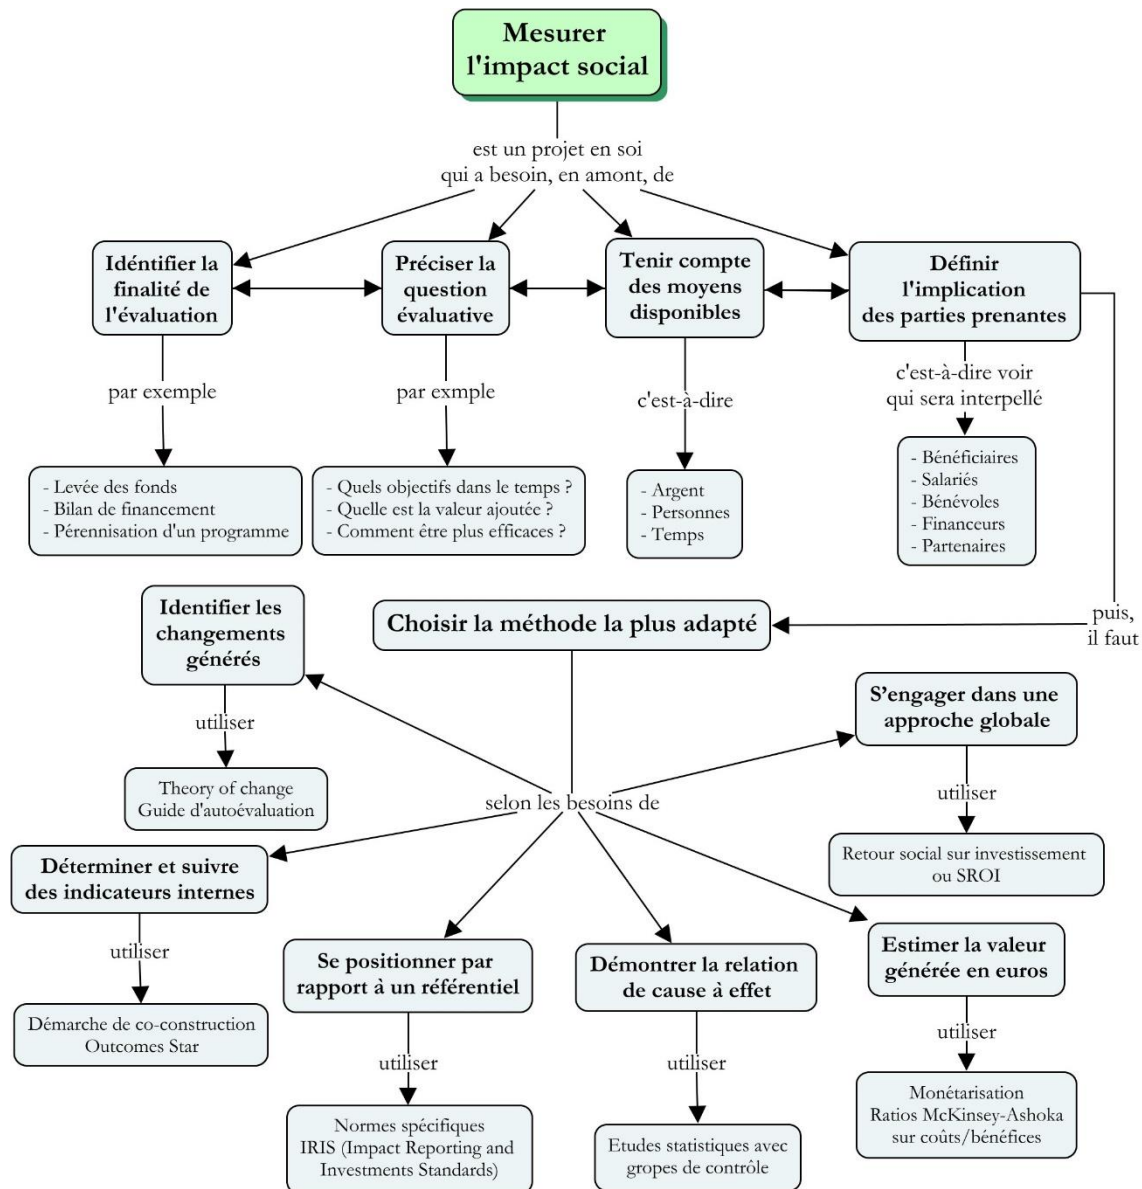 Mesurer
l'impact social
est un projet en soi
qui a besoin, en amont, de
Idéntifier la
finalité de
l'évaluation
Préciser la
question
évaluative
Tenir compte
des moyens
disponibles
Définir
l'implication
des parties prenantes
par exemple
par exmple
c'est-à-dire
c'est-à-dire voir
qui sera interpellé
- Levée des fonds
- Bilan de financement
- Pérennisation d'un programme
- Quels objectifs dans le temps ?
- Quelle est la valeur ajoutée ?
- Comment être plus efficaces ?
- Argent
- Personnes
- Temps
- Bénéficiaires
- Salariés
- Bénévoles
- Financeurs
- Partenaires
puis,
il faut
Choisir la méthode la plus adapté
selon les besoins de
Identifier les
changements
générés
utiliser
Theory of change
Guide d'autoévaluation
S'engager dans une
approche globale
utiliser
Retour social sur investissement
ou SROI
Déterminer et suivre
des indicateurs internes
utiliser
Démarche de co-construction
Outcomes Star
Se positionner par
rapport à un référentiel
utiliser
Normes spécifiques
IRIS (Impact Reporting and
Investments Standards)
Démontrer la relation
de cause à effet
utiliser
Etudes statistiques avec
gropes de contrôle
Estimer la valeur
générée en euros
utiliser
Monétarisation
Ratios McKinsey-Ashoka
sur coûts/bénéfices